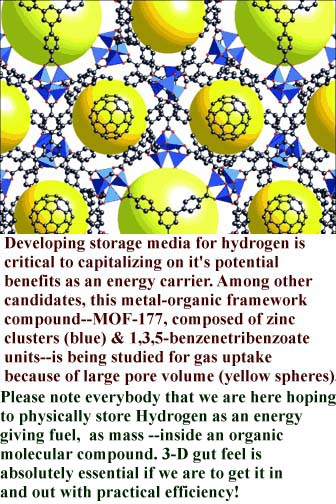 Developing storage media for hydrogen is
critical to capitalizing on it's potential
benefits as an energy carrier. Among other
candidates, this metal-organic framework
compound--MOF-177, composed of zinc
clusters (blue) & 1,3,5-benzenetribenzoate
units--is being studied for gas uptake
because of large pore volume (yellow spheres)
Please note everybody that we are here hoping
to physically store Hydrogen as an energy
giving fuel, as mass --inside an organic
molecular compound. 3-D gut feel is
absolutely essential if we are to get it in
and out with practical efficiency!